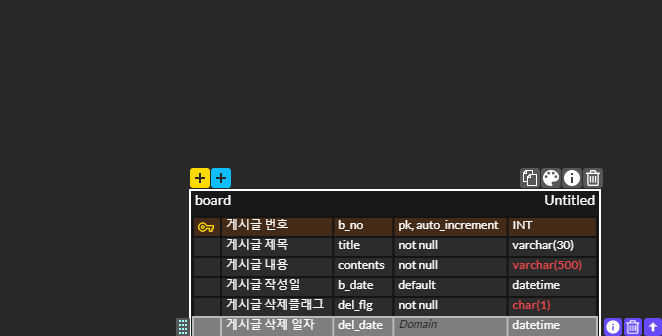 board Untitled
게시글 번호 b_no pk, auto_increment INT
게시글 제목 title not null varchar(30)
게시글 내용 contents not null varchar(500)
게시글 작성일 b_date default datetime
게시글 삭제플래그 del_flg not null char(1)
게시글 삭제 일자 del_date Domain datetime